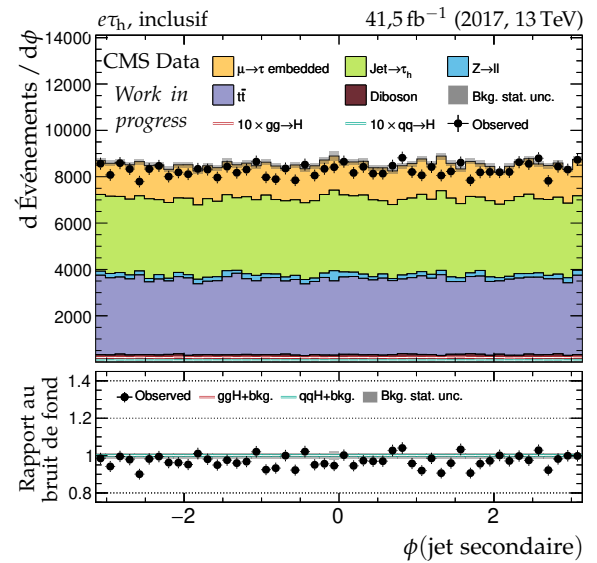 eτh, inclusif 41,5 fb−1 (2017, 13 TeV)
14000
12000
10000
8000
6000
4000
2000
d Événements / dϕ
CMS Data
Work in
progress
μ→τ embedded Jet→τh Z→ll
tt̄ Diboson Bkg. stat. unc.
10 × gg→H 10 × qq→H Observed
1.4
1.2
1
0.8
Rapport au
bruit de fond
Observed ggH+bkg. qqH+bkg. Bkg. stat. unc.
−2 0 2
ϕ(jet secondaire)